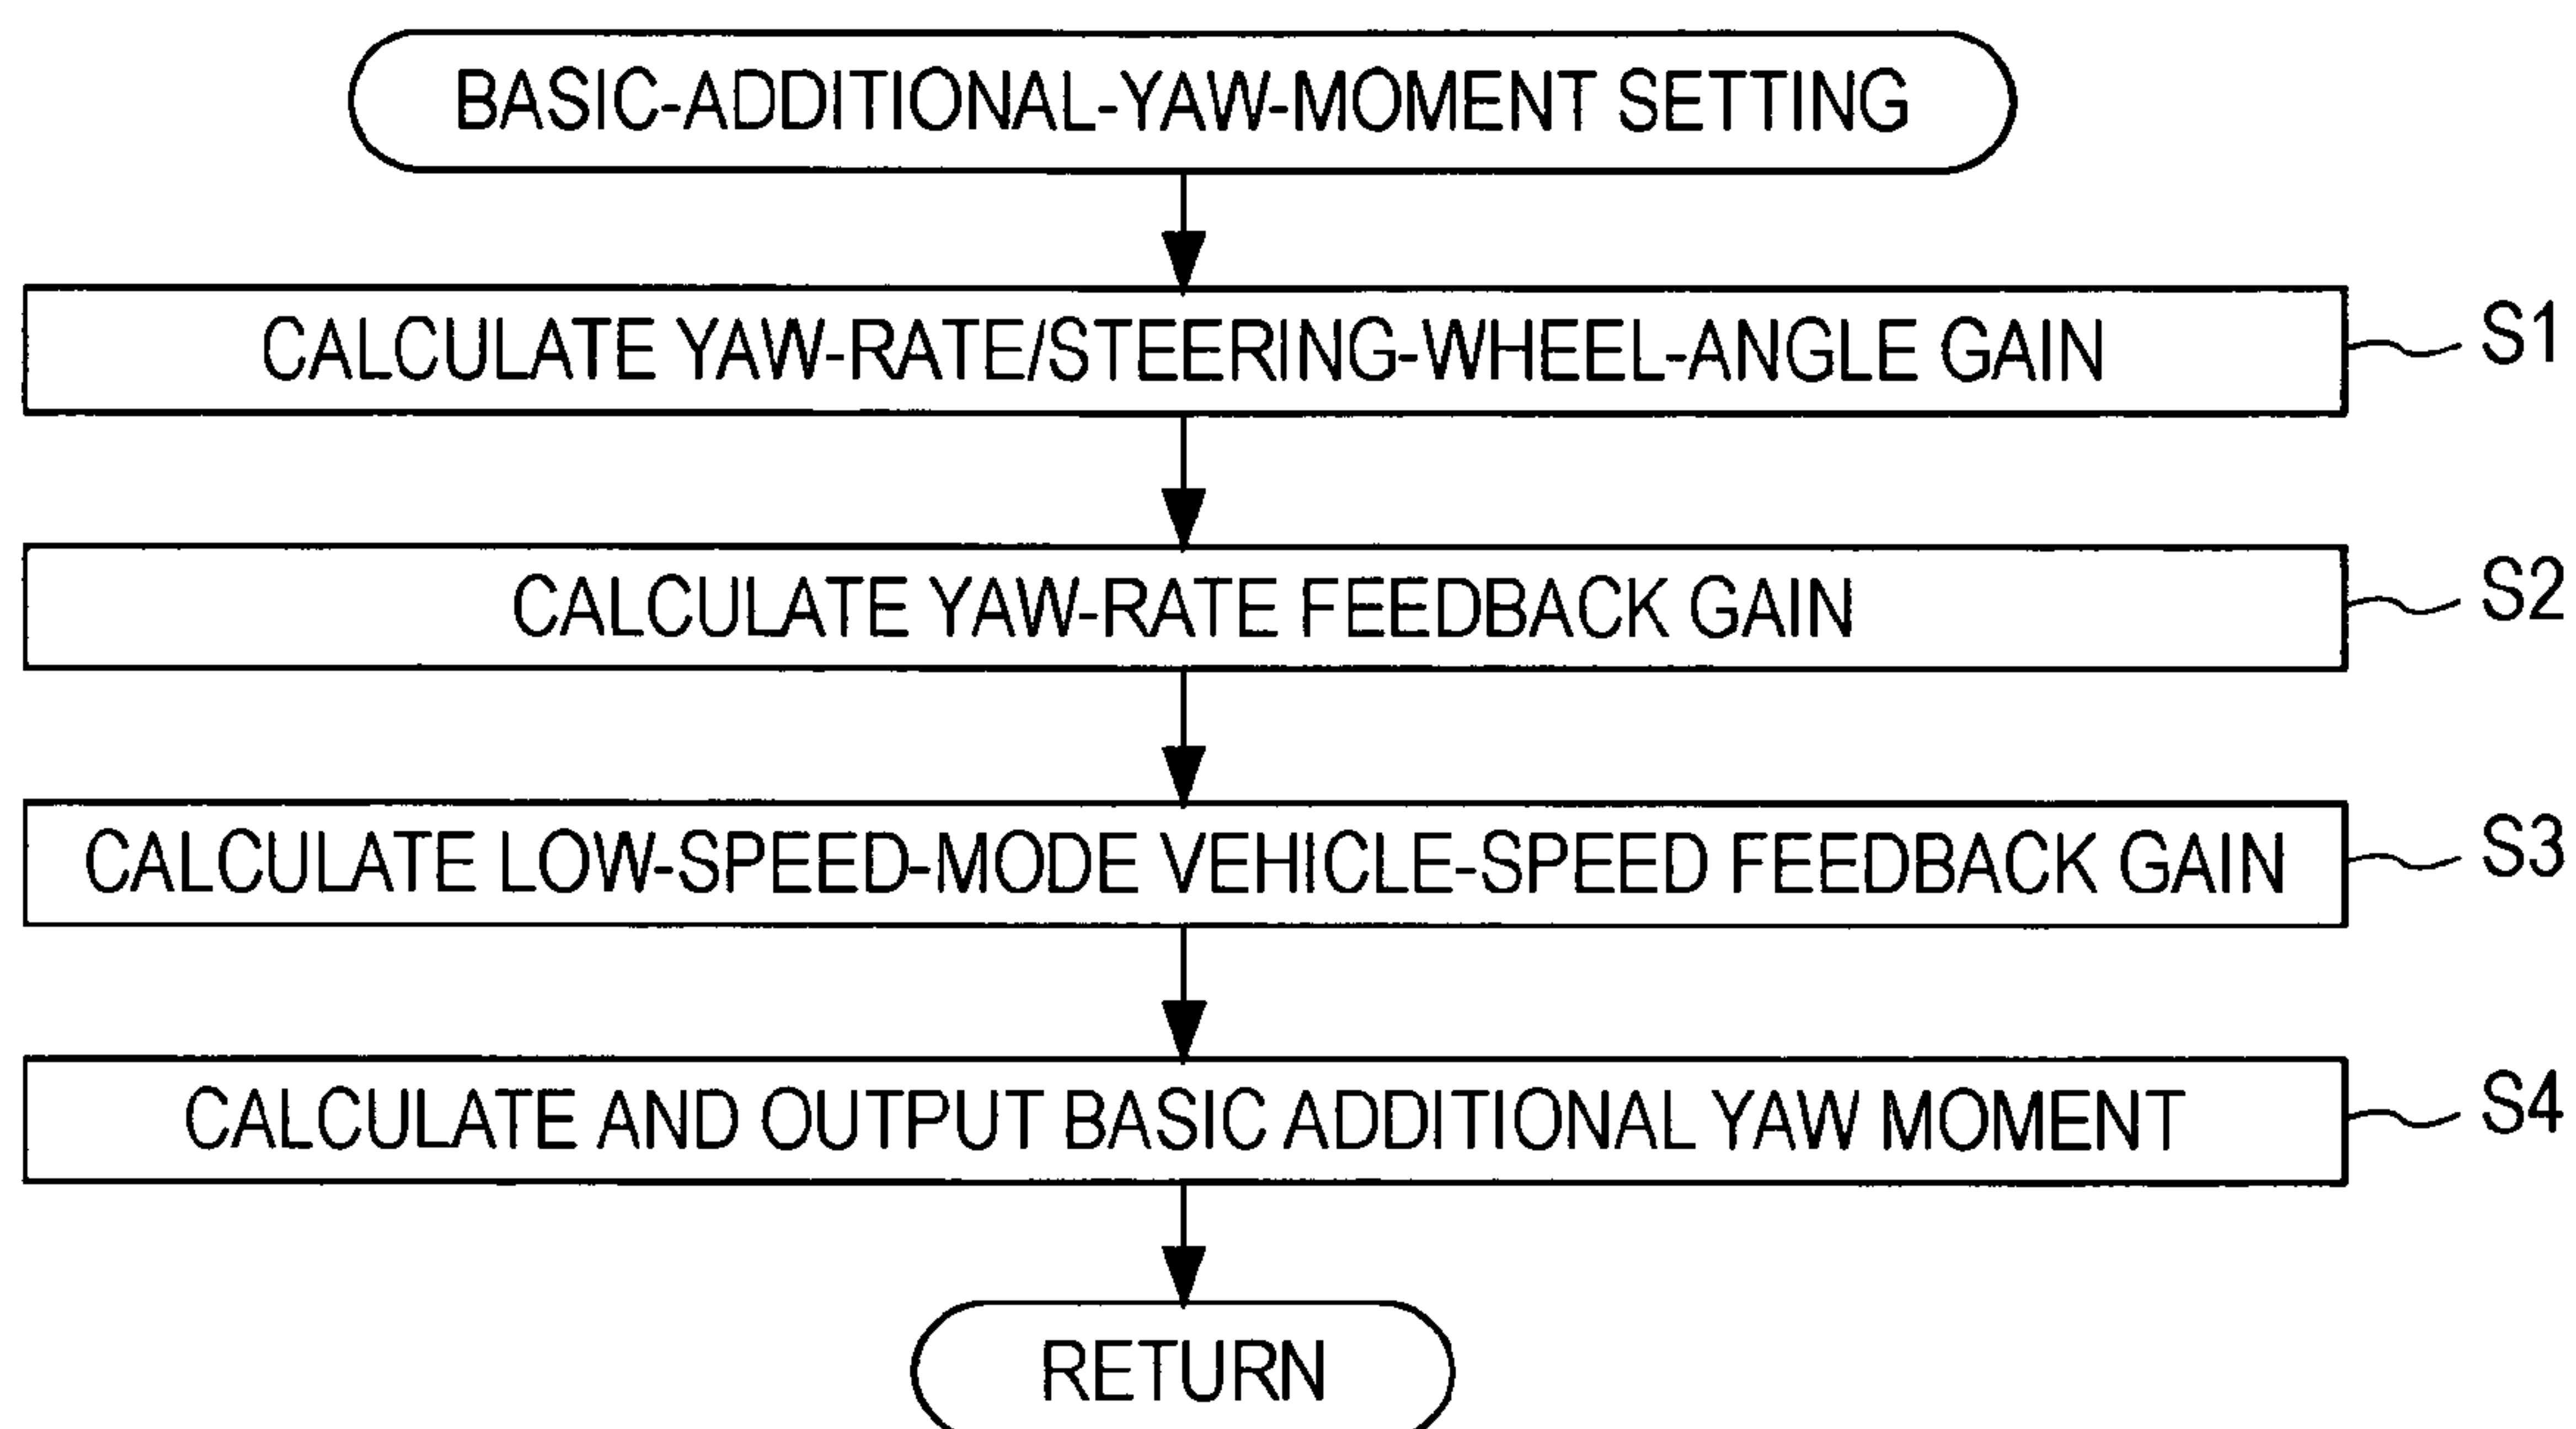 BASIC-ADDITIONAL-YAW-MOMENT SETTING
CALCULATE YAW-RATE/STEERING-WHEEL-ANGLE GAIN S1
CALCULATE YAW-RATE FEEDBACK GAIN S2
CALCULATE LOW-SPEED-MODE VEHICLE-SPEED FEEDBACK GAIN S3
CALCULATE AND OUTPUT BASIC ADDITIONAL YAW MOMENT S4
RETURN